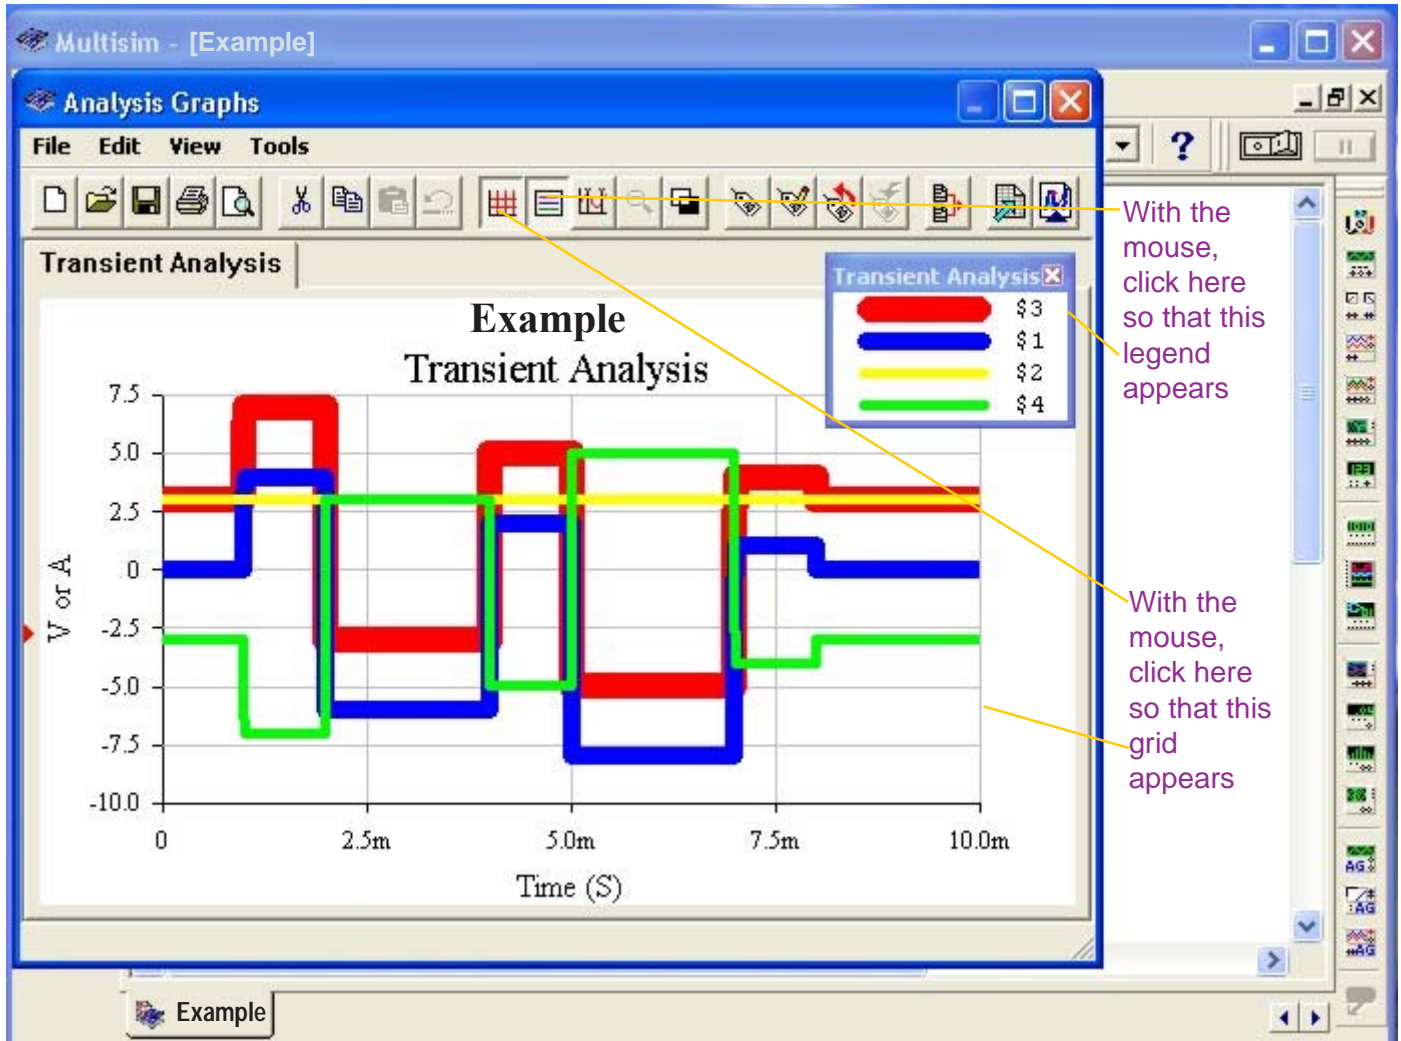 Multisim - [Example]
Analysis Graphs
File Edit View Tools
Transient Analysis
Example
Transient Analysis
Transient Analysis
$3
$1
$2
$4
With the
mouse,
click here
so that this
legend
appears
With the
mouse,
click here
so that this
grid
appears
V or A
7.5
5.0
2.5
0
-2.5
-5.0
-7.5
-10.0
0 2.5m 5.0m 7.5m 10.0m
Time (S)
AG
AG
AG
Example